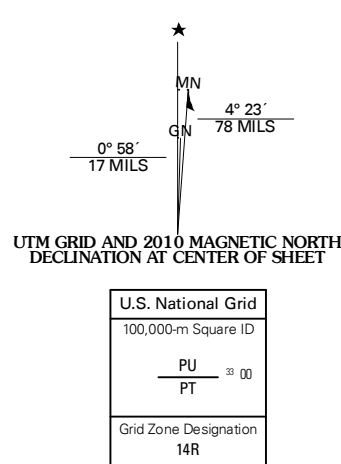 ★
MN
4° 23´
78 MILS
GN
0° 58´
17 MILS
UTM GRID AND 2010 MAGNETIC NORTH
DECLINATION AT CENTER OF SHEET
U.S. National Grid
100,000-m Square ID
PU
33 00
PT
Grid Zone Designation
14R